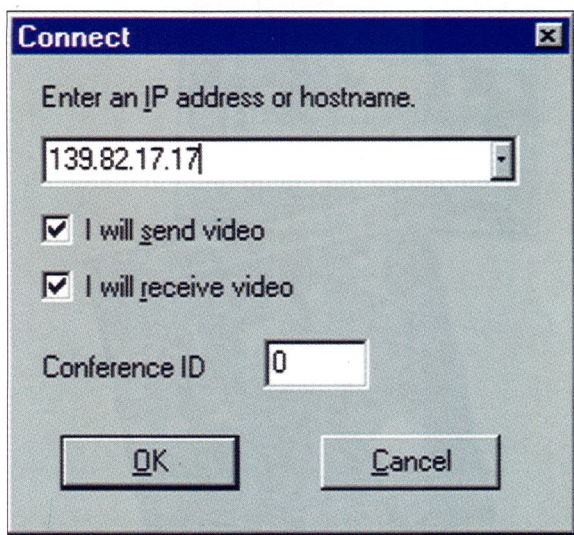 Connect
Enter an IP address or hostname.
139.82.17.17
I will send video
I will receive video
Conference ID 0
OK Cancel